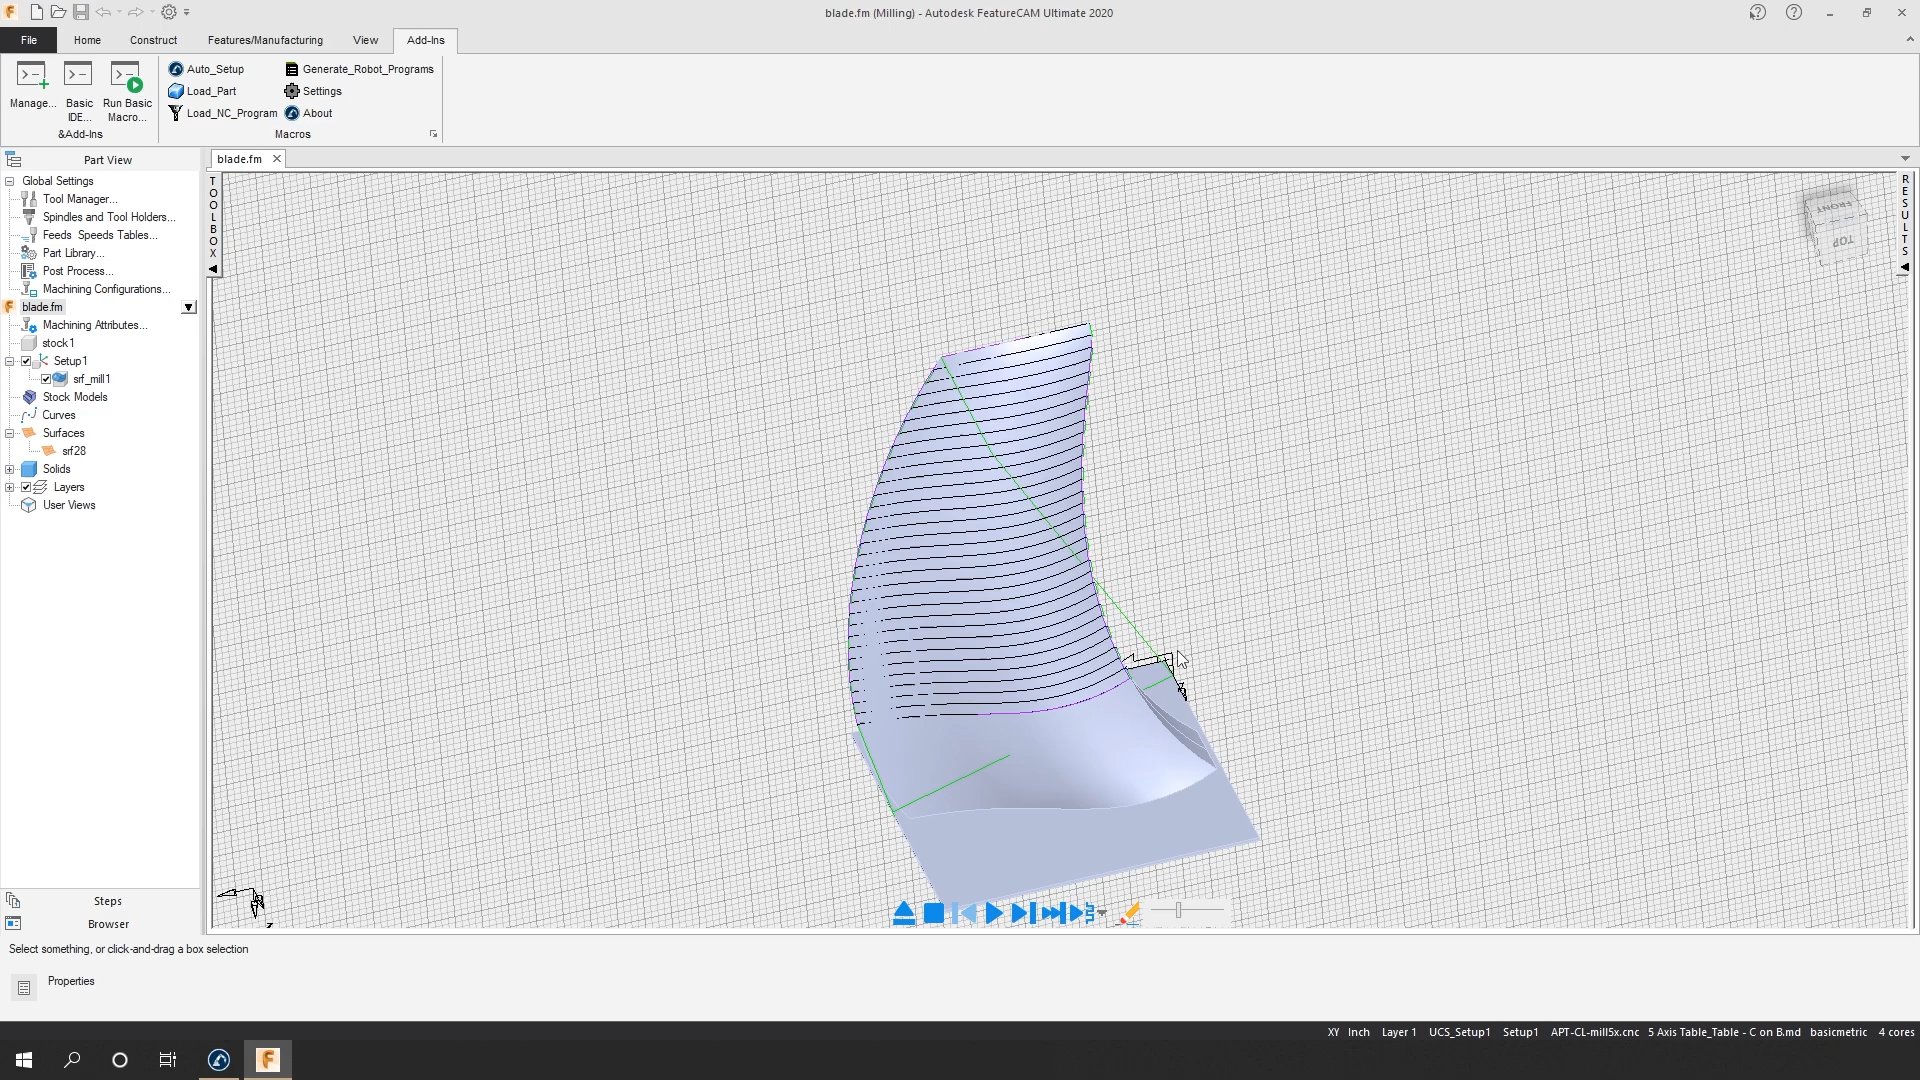 blade.fm (Milling) - Autodesk FeatureCAM Ultimate 2020
File Home Construct Features/Manufacturing View Add-Ins
Manage... Basic IDE... Run Basic Macro...
&Add-Ins
Auto_Setup Generate_Robot_Programs
Load_Part Settings
Load_NC_Program About
Macros
Part View
blade.fm
Global Settings
Tool Manager...
Spindles and Tool Holders...
Feeds Speeds Tables...
Part Library...
Post Process...
Machining Configurations...
blade.fm
Machining Attributes...
stock1
Setup1
srf_mill1
Stock Models
Curves
Surfaces
srf28
Solids
Layers
User Views
TOOLBOX
FRONT
TOP
RESULTS
Steps
Browser
Select something, or click-and-drag a box selection
Properties
XY Inch Layer 1 UCS_Setup1 Setup1 APT-CL-mill5x.cnc 5 Axis Table_Table - C on B.md basicmetric 4 cores